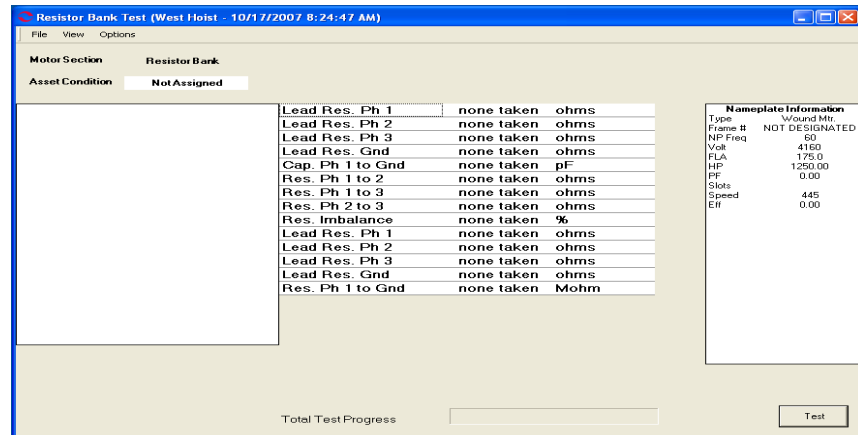 Resistor Bank Test (West Hoist - 10/17/2007 8:24:47 AM)
File View Options
Motor Section Resistor Bank
Asset Condition Not Assigned
Lead Res. Ph 1 none taken ohms
Lead Res. Ph 2 none taken ohms
Lead Res. Ph 3 none taken ohms
Lead Res. Gnd none taken ohms
Cap. Ph 1 to Gnd none taken pF
Res. Ph 1 to 2 none taken ohms
Res. Ph 1 to 3 none taken ohms
Res. Ph 2 to 3 none taken ohms
Res. Imbalance none taken %
Lead Res. Ph 1 none taken ohms
Lead Res. Ph 2 none taken ohms
Lead Res. Ph 3 none taken ohms
Lead Res. Gnd none taken ohms
Res. Ph 1 to Gnd none taken Mohm
Nameplate Information
Type Wound Mtr.
Frame # NOT DESIGNATED
NP Freq 60
Volt 4160
FLA 175.0
HP 1250.00
PF 0.00
Slots
Speed 445
Eff 0.00
Total Test Progress
Test